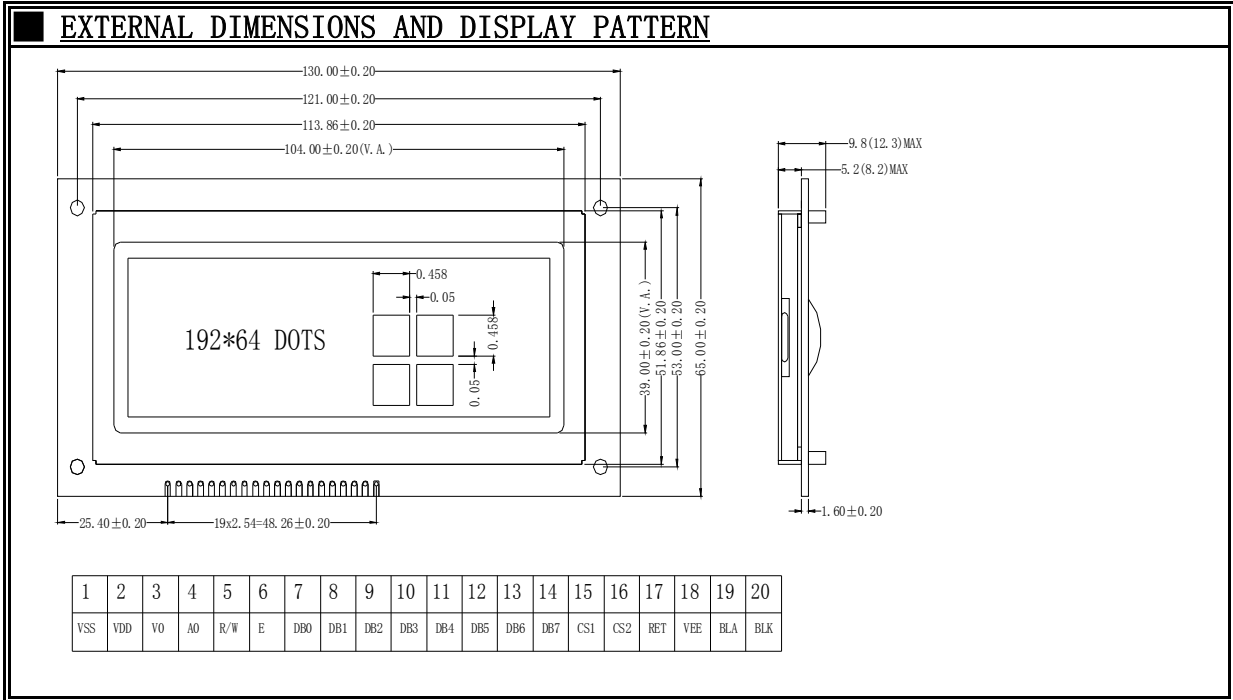 EXTERNAL DIMENSIONS AND DISPLAY PATTERN
130.00±0.20
121.00±0.20
113.86±0.20
104.00±0.20(V.A.)
9.8(12.3)MAX
5.2(8.2)MAX
0.458
0.05
192*64 DOTS
0.458
0.05
39.00±0.20(V.A.)
51.86±0.20
53.00±0.20
65.00±0.20
25.40±0.20
19x2.54=48.26±0.20
1.60±0.20
1 2 3 4 5 6 7 8 9 10 11 12 13 14 15 16 17 18 19 20
VSS VDD V0 A0 R/W E DB0 DB1 DB2 DB3 DB4 DB5 DB6 DB7 CS1 CS2 RET VEE BLA BLK